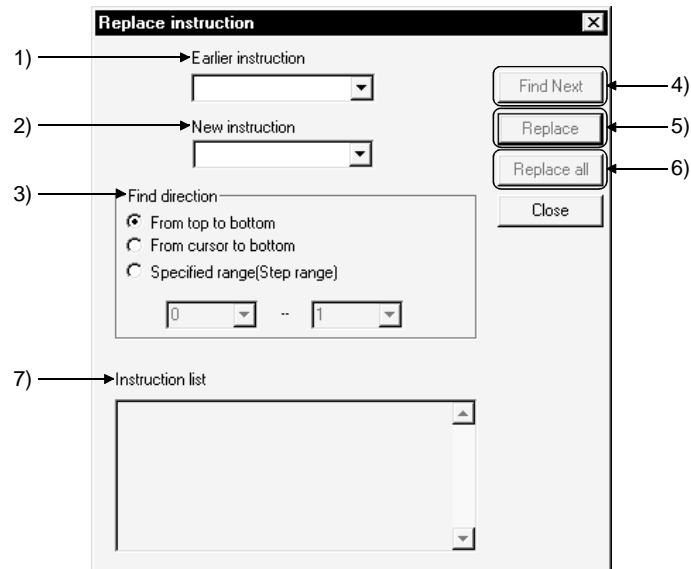 Replace instruction
1) Earlier instruction
Find Next 4)
2) New instruction
Replace 5)
Replace all 6)
3) Find direction
Close
From top to bottom
From cursor to bottom
Specified range(Step range)
0 -- 1
7) Instruction list